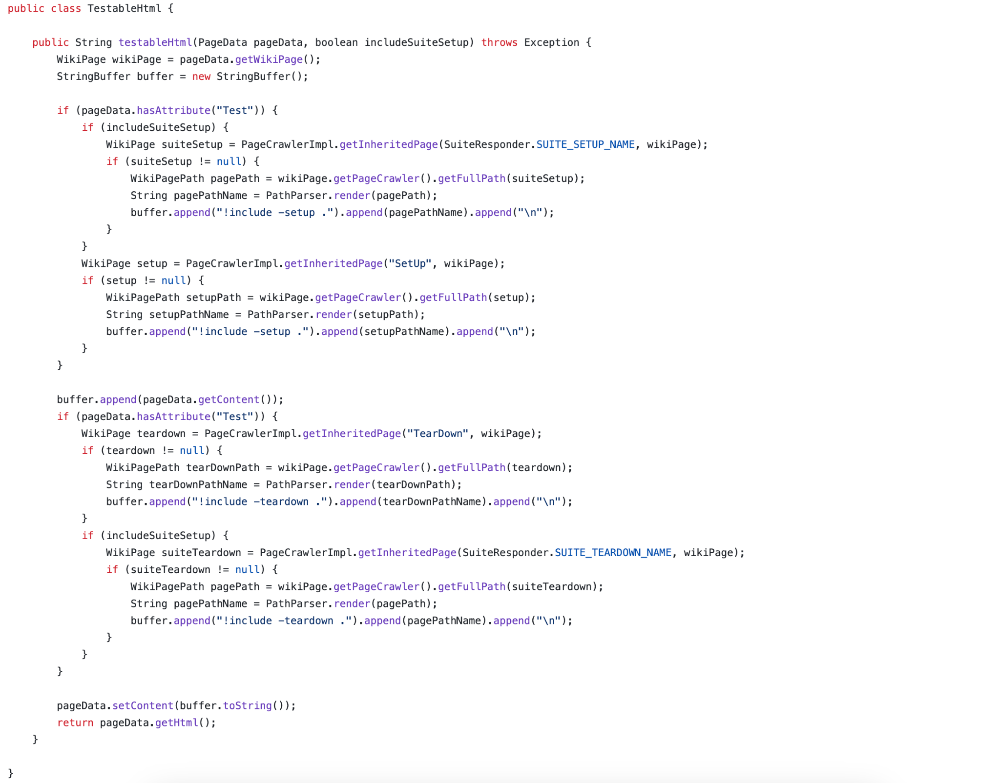 public class TestableHtml {
public String testableHtml(PageData pageData, boolean includeSuiteSetup) throws Exception {
WikiPage wikiPage = pageData.getWikiPage();
StringBuffer buffer = new StringBuffer();
if (pageData.hasAttribute("Test")) {
if (includeSuiteSetup) {
WikiPage suiteSetup = PageCrawlerImpl.getInheritedPage(SuiteResponder.SUITE_SETUP_NAME, wikiPage);
if (suiteSetup != null) {
WikiPagePath pagePath = wikiPage.getPageCrawler().getFullPath(suiteSetup);
String pagePathName = PathParser.render(pagePath);
buffer.append("!include -setup .").append(pagePathName).append("\n");
}
}
WikiPage setup = PageCrawlerImpl.getInheritedPage("SetUp", wikiPage);
if (setup != null) {
WikiPagePath setupPath = wikiPage.getPageCrawler().getFullPath(setup);
String setupPathName = PathParser.render(setupPath);
buffer.append("!include -setup .").append(setupPathName).append("\n");
}
}
buffer.append(pageData.getContent());
if (pageData.hasAttribute("Test")) {
WikiPage teardown = PageCrawlerImpl.getInheritedPage("TearDown", wikiPage);
if (teardown != null) {
WikiPagePath tearDownPath = wikiPage.getPageCrawler().getFullPath(teardown);
String tearDownPathName = PathParser.render(tearDownPath);
buffer.append("!include -teardown .").append(tearDownPathName).append("\n");
}
if (includeSuiteSetup) {
WikiPage suiteTeardown = PageCrawlerImpl.getInheritedPage(SuiteResponder.SUITE_TEARDOWN_NAME, wikiPage);
if (suiteTeardown != null) {
WikiPagePath pagePath = wikiPage.getPageCrawler().getFullPath(suiteTeardown);
String pagePathName = PathParser.render(pagePath);
buffer.append("!include -teardown .").append(pagePathName).append("\n");
}
}
}
pageData.setContent(buffer.toString());
return pageData.getHtml();
}
}